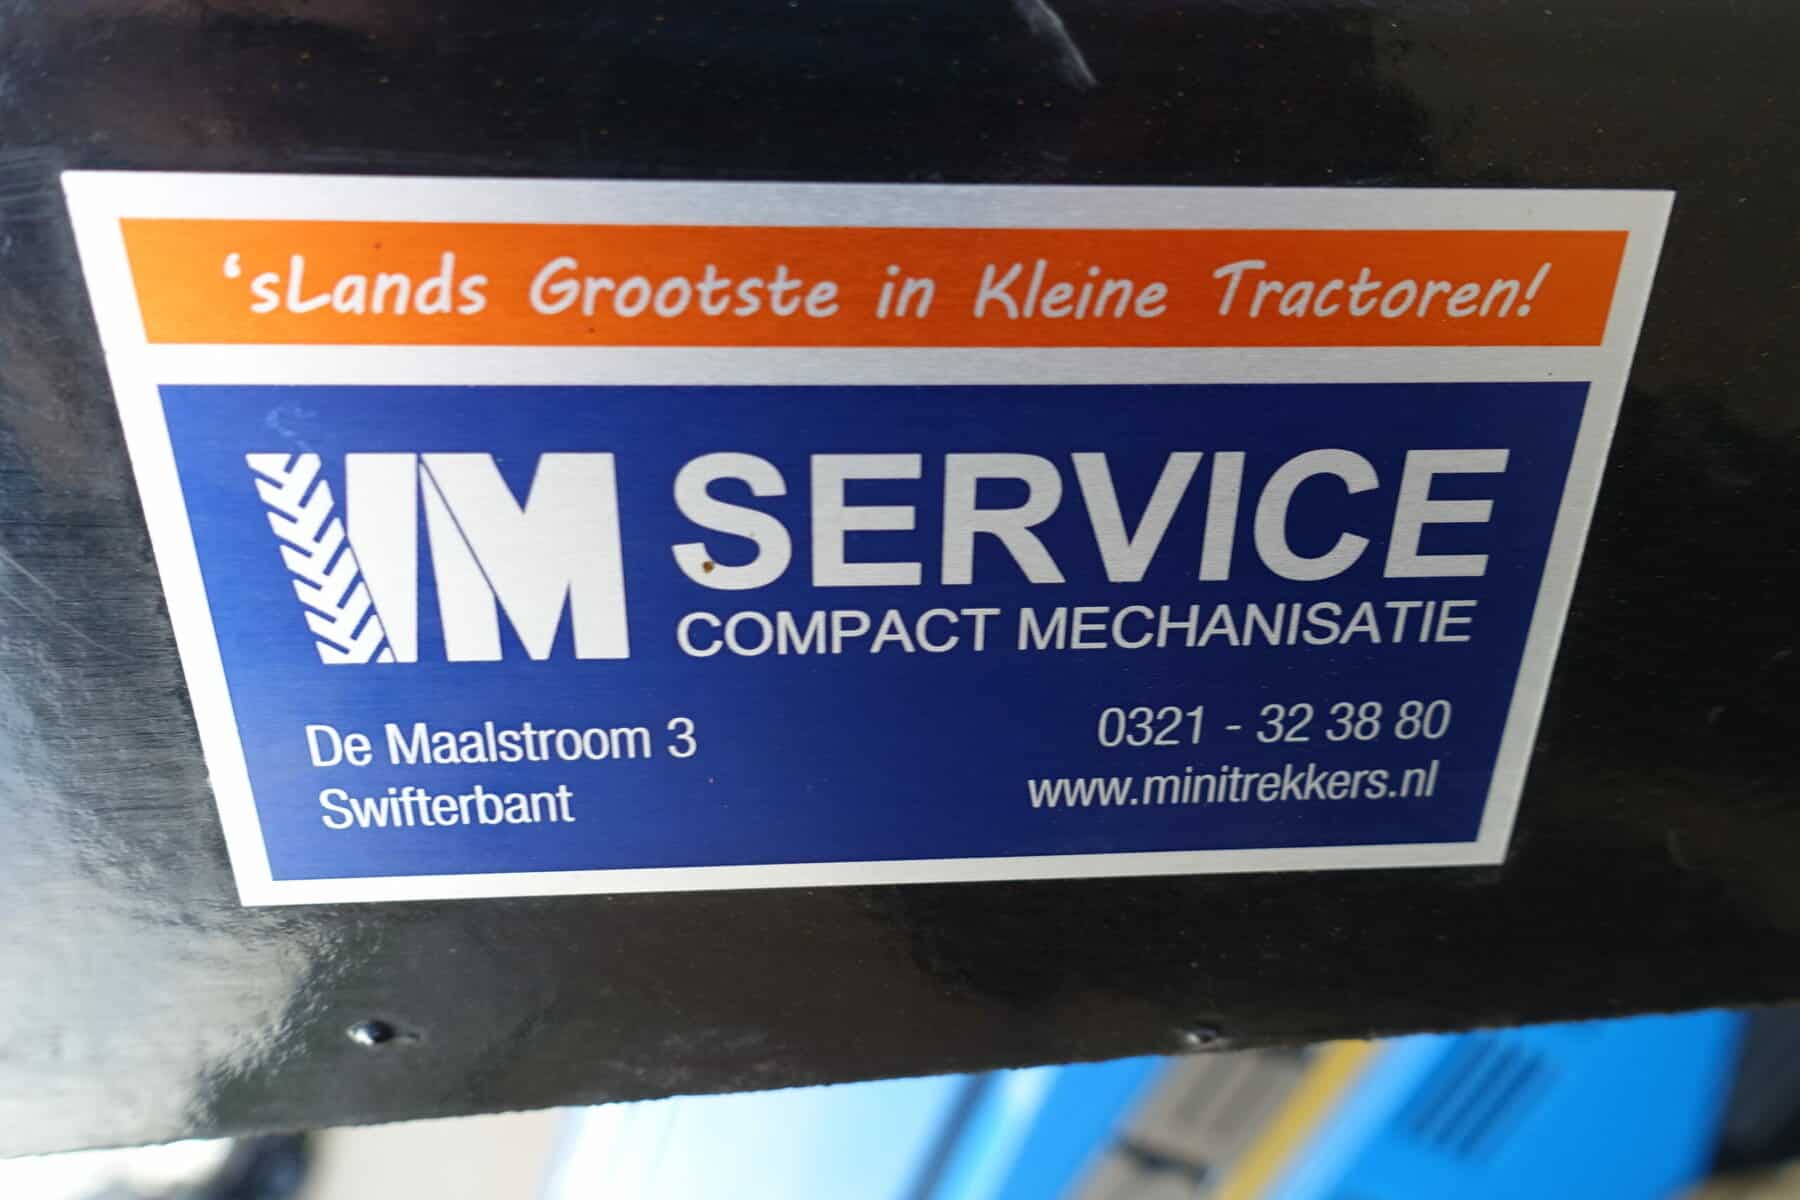 ‘sLands Grootste in Kleine Tractoren!
IM SERVICE
COMPACT MECHANISATIE
De Maalstroom 3
Swifterbant
0321 - 32 38 80
www.minitrekkers.nl